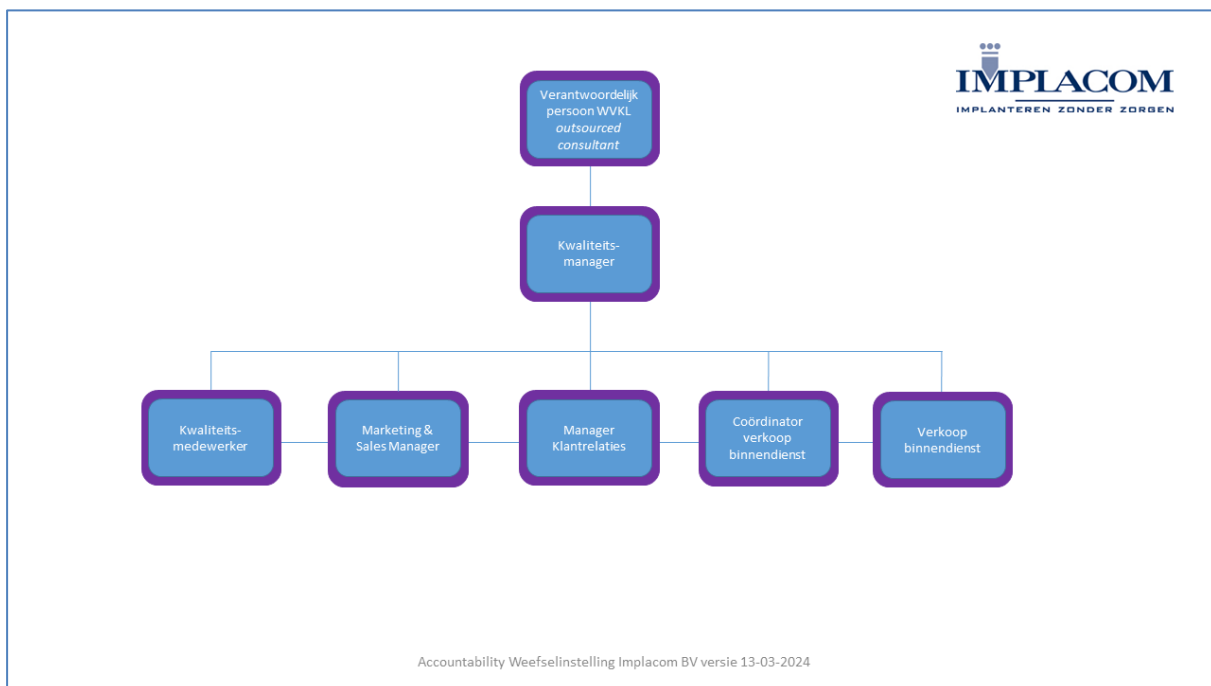 IMPLACOM
IMPLANTEREN ZONDER ZORGEN
Verantwoordelijk
persoon WVKL
outsourced
consultant
Kwaliteits-
manager
Kwaliteits-
medewerker
Marketing &
Sales Manager
Manager
Klantrelaties
Coördinator
verkoop
binnendienst
Verkoop
binnendienst
Accountability Weefselinstelling Implacom BV versie 13-03-2024